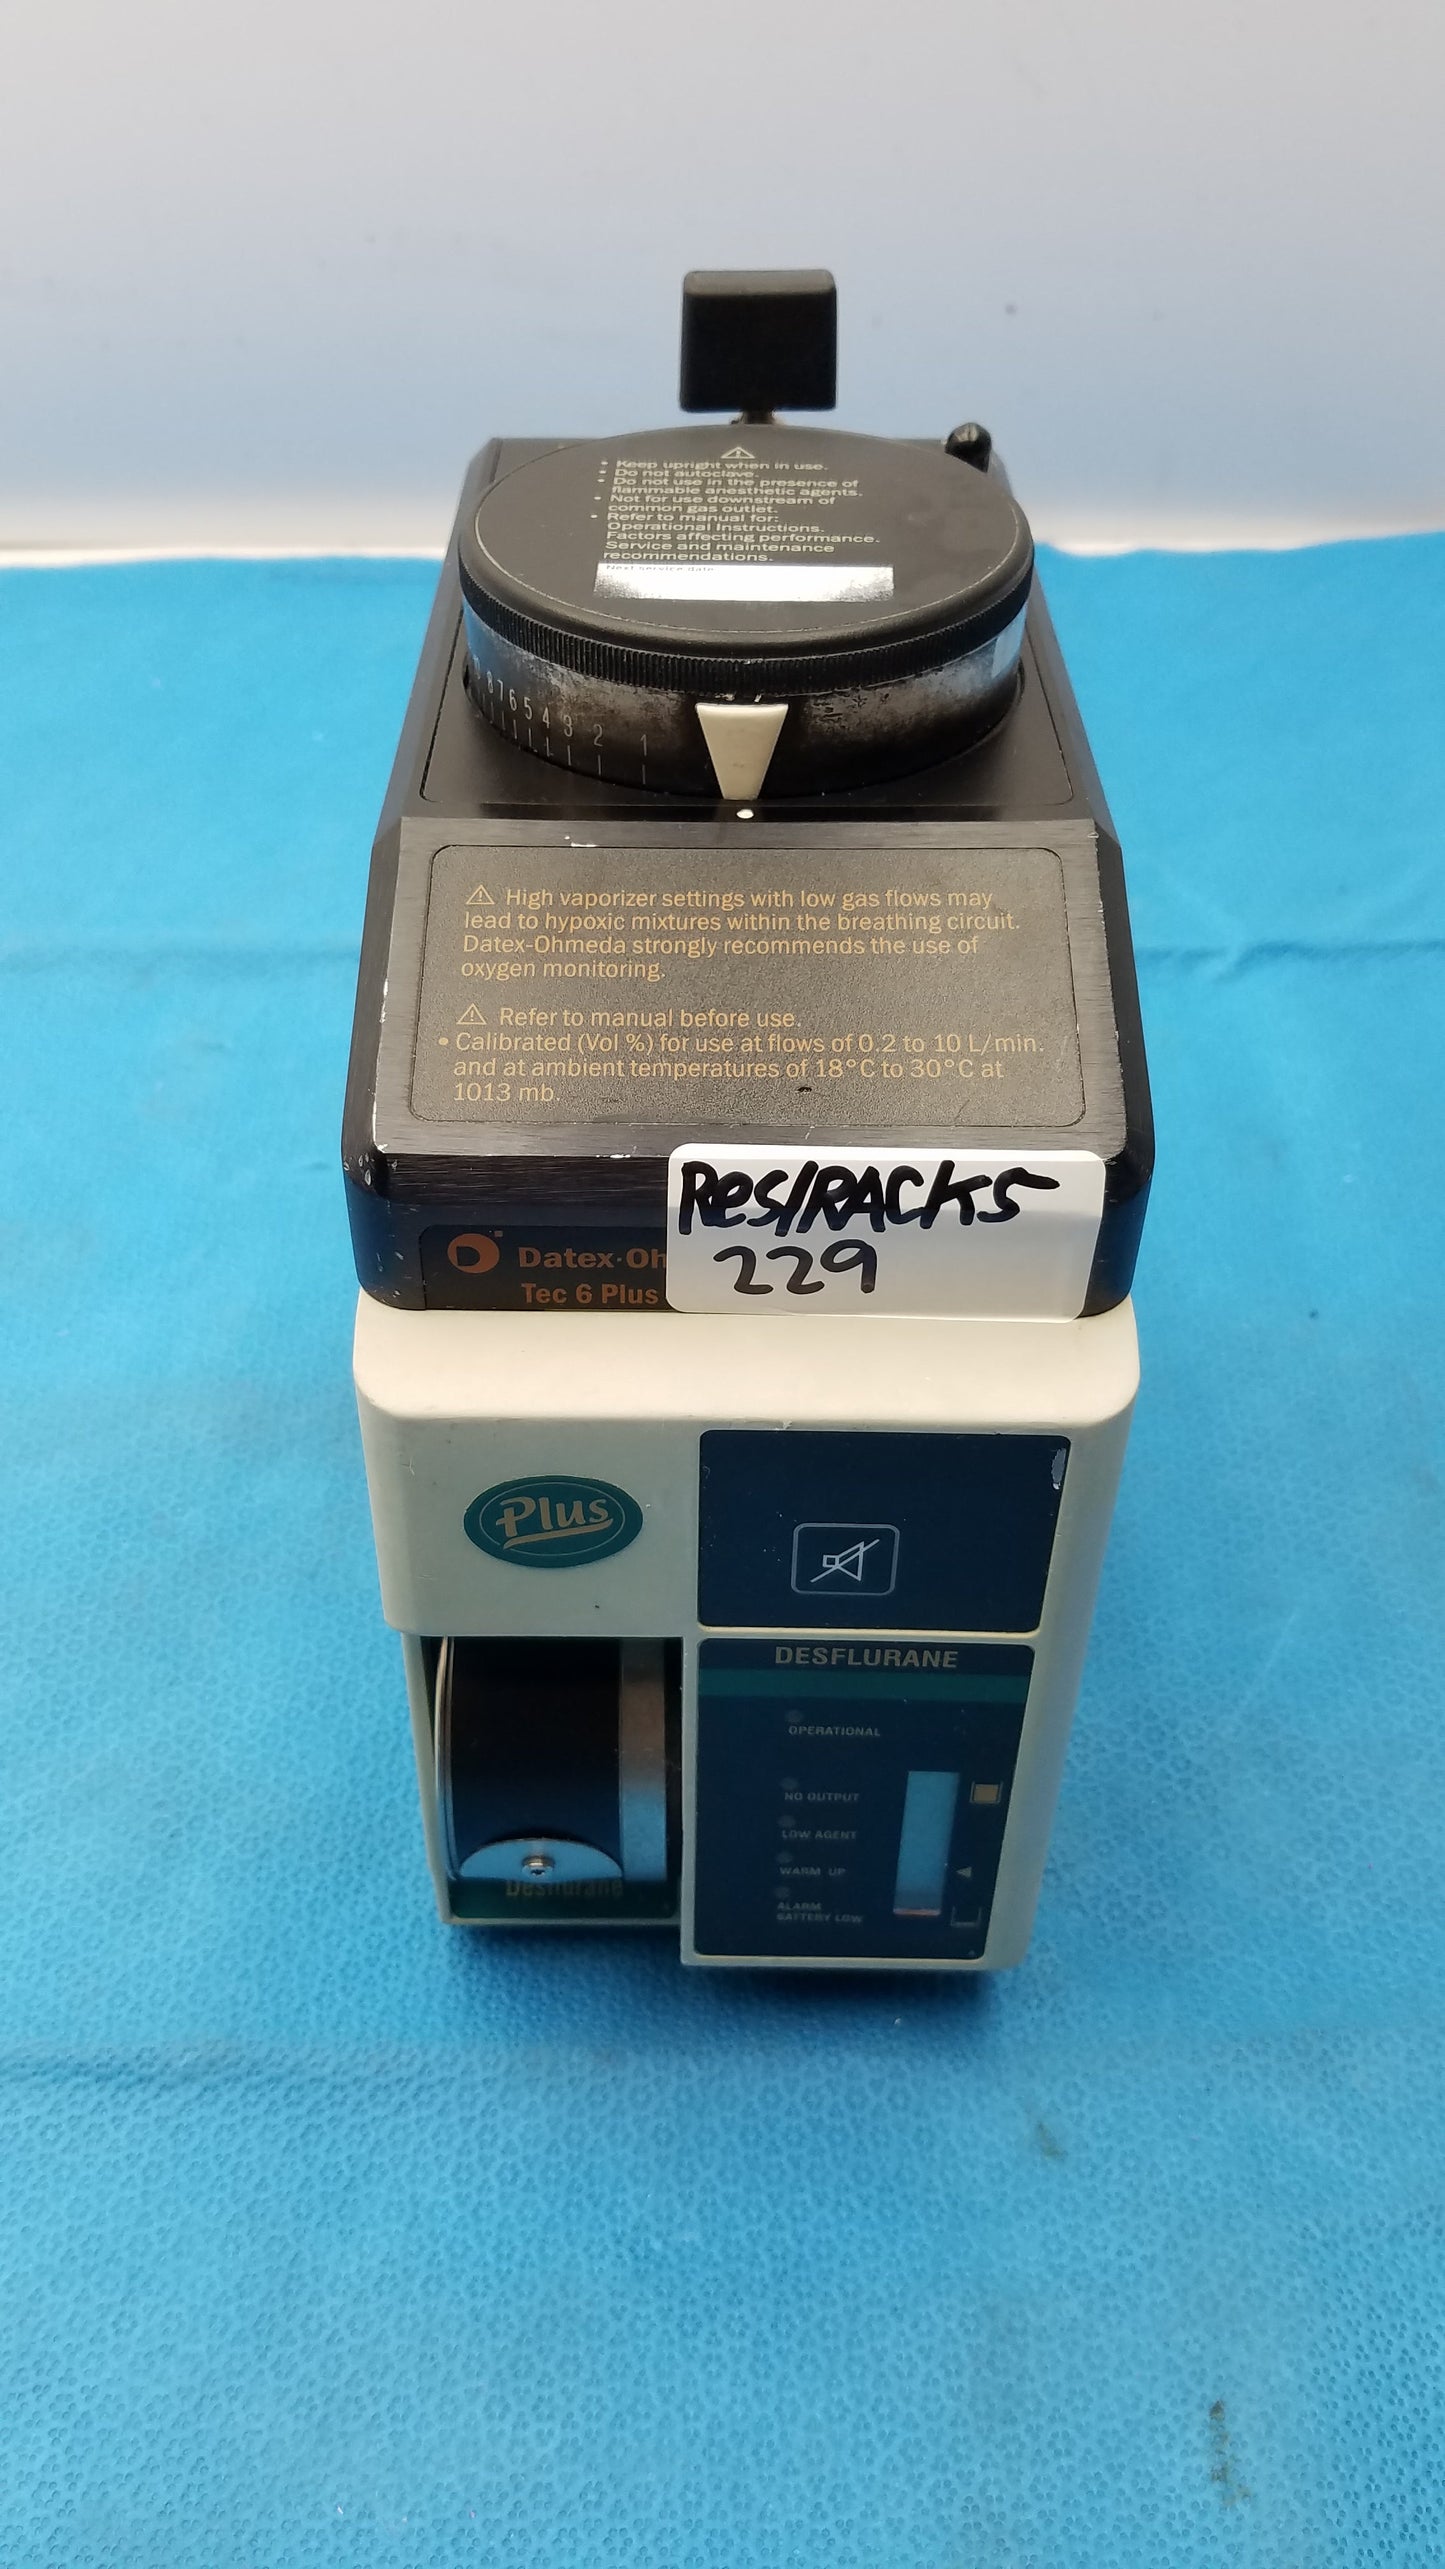 • Keep upright when in use.
• Do not autoclave.
• Do not use in the presence of
flammable anesthetic agents.
• Not for use downstream of
common gas outlet.
• Refer to manual for:
Operational Instructions.
Factors affecting performance.
Service and maintenance
recommendations.
Next service date
8 7 6 5 4 3 2 1
High vaporizer settings with low gas flows may
lead to hypoxic mixtures within the breathing circuit.
Datex-Ohmeda strongly recommends the use of
oxygen monitoring.
Refer to manual before use.
• Calibrated (Vol %) for use at flows of 0.2 to 10 L/min.
and at ambient temperatures of 18°C to 30°C at
1013 mb.
Res/RACK5
229
Datex·Oh
Tec 6 Plus
Plus
DESFLURANE
OPERATIONAL
NO OUTPUT
LOW AGENT
WARM UP
ALARM
BATTERY LOW
Desflurane